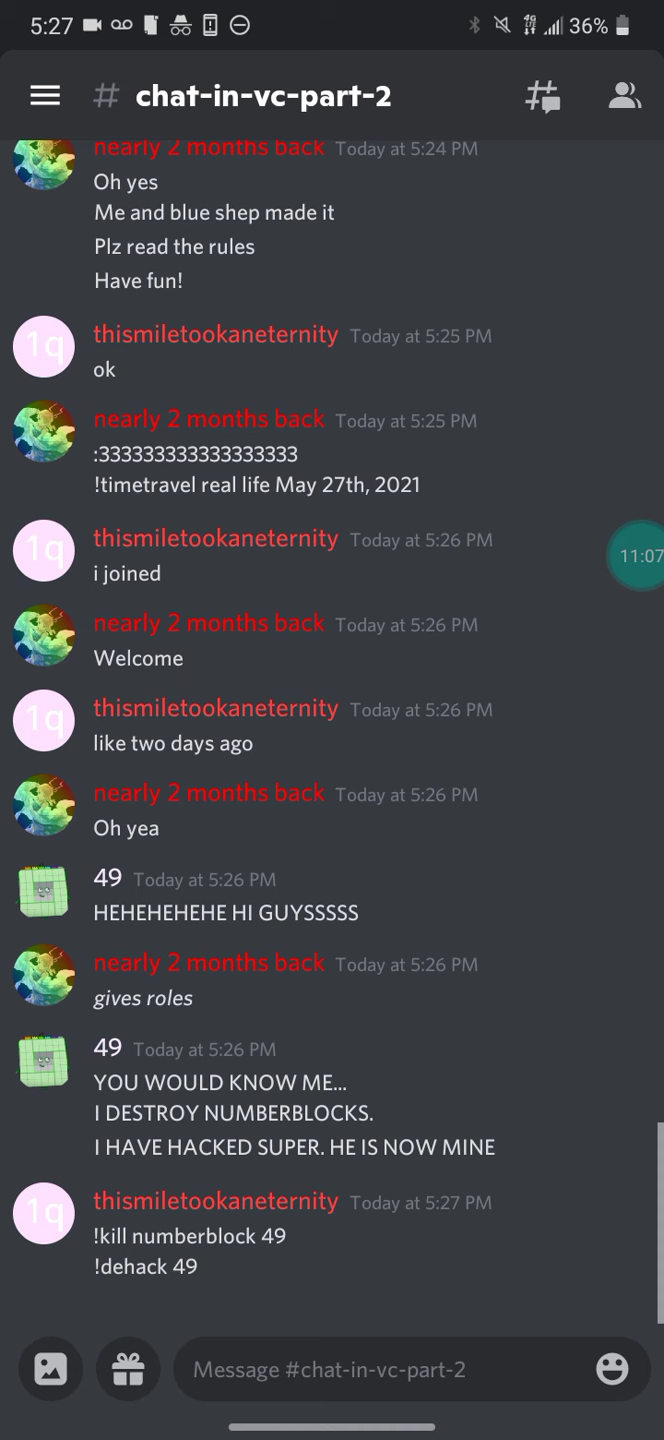 5:27
4G
LTE
36%
# chat-in-vc-part-2
nearly 2 months back Today at 5:24 PM
Oh yes
Me and blue shep made it
Plz read the rules
Have fun!
1q
thismiletookaneternity Today at 5:25 PM
ok
nearly 2 months back Today at 5:25 PM
:333333333333333333
!timetravel real life May 27th, 2021
1q
thismiletookaneternity Today at 5:26 PM
11:07
i joined
nearly 2 months back Today at 5:26 PM
Welcome
1q
thismiletookaneternity Today at 5:26 PM
like two days ago
nearly 2 months back Today at 5:26 PM
Oh yea
49 Today at 5:26 PM
HEHEHEHEHE HI GUYSSSSS
nearly 2 months back Today at 5:26 PM
gives roles
49 Today at 5:26 PM
YOU WOULD KNOW ME...
I DESTROY NUMBERBLOCKS.
I HAVE HACKED SUPER. HE IS NOW MINE
1q
thismiletookaneternity Today at 5:27 PM
!kill numberblock 49
!dehack 49
Message #chat-in-vc-part-2